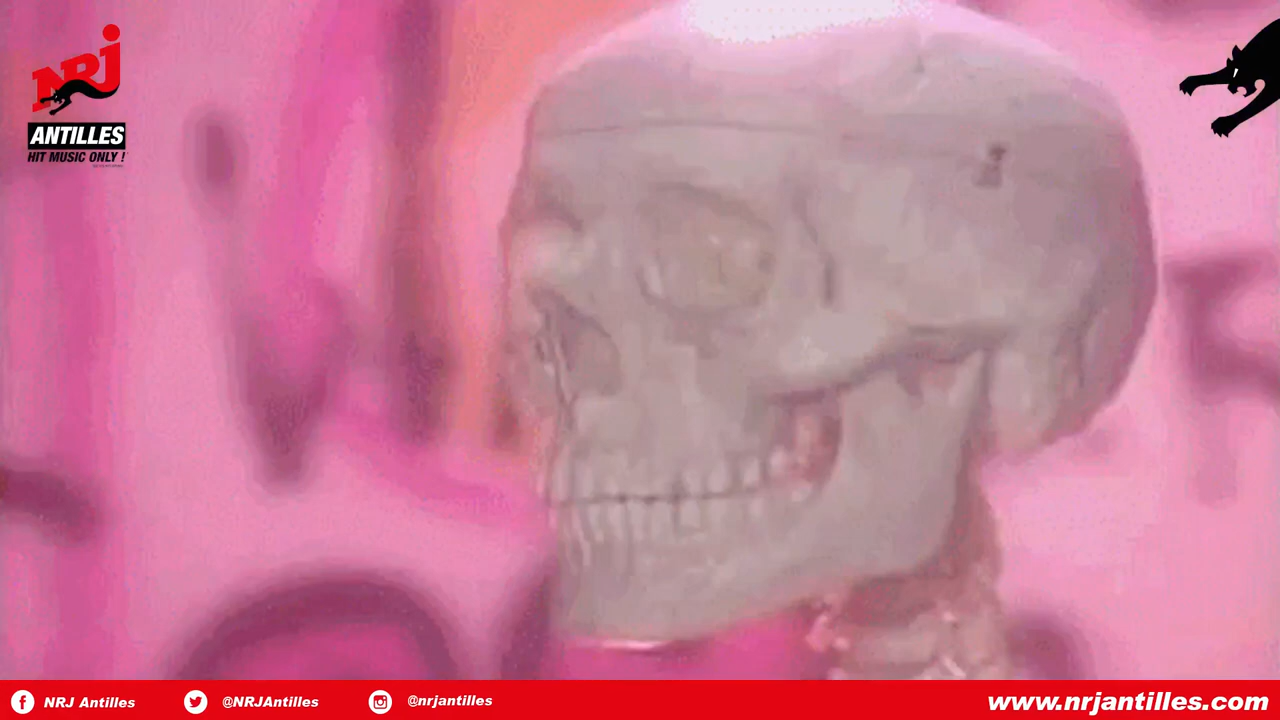 NRJ
ANTILLES
HIT MUSIC ONLY !
NRJ Antilles
@NRJAntilles
@nrjantilles
www.nrjantilles.com